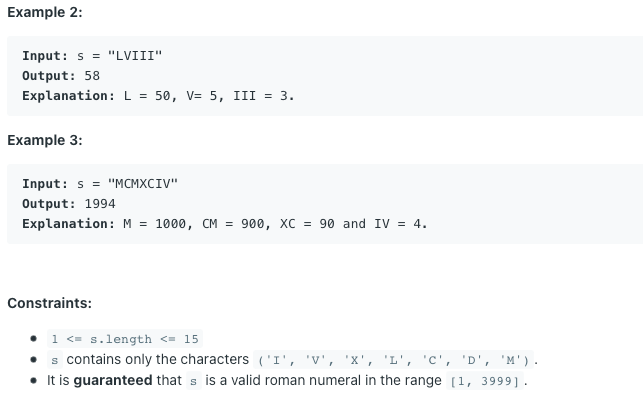 Example 2:
Input: s = "LVIII"
Output: 58
Explanation: L = 50, V= 5, III = 3.
Example 3:
Input: s = "MCMXCIV"
Output: 1994
Explanation: M = 1000, CM = 900, XC = 90 and IV = 4.
Constraints:
• 1 <= s.length <= 15
• s contains only the characters ('I', 'V', 'X', 'L', 'C', 'D', 'M').
• It is guaranteed that s is a valid roman numeral in the range [1, 3999].